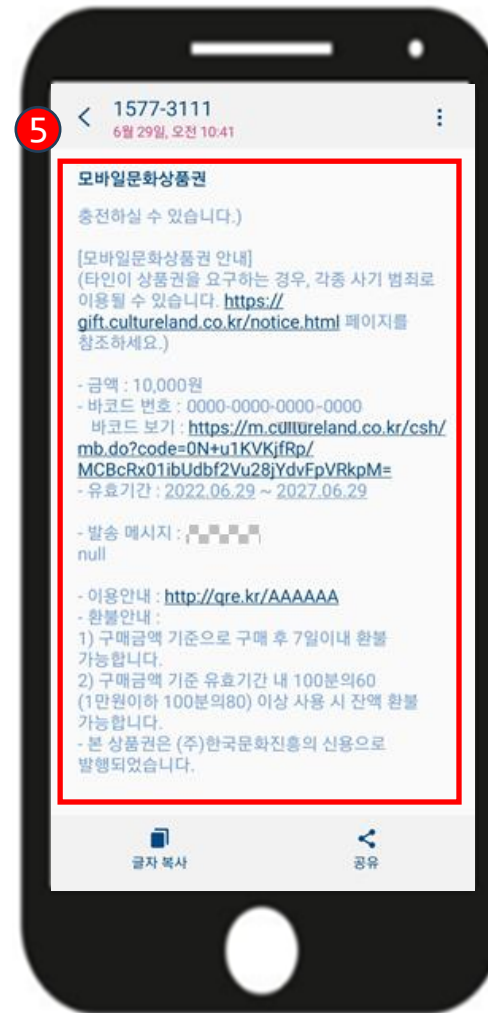 1577-3111
5
6월 29일, 오전 10:41
모바일문화상품권
충전하실 수 있습니다.)
[모바일문화상품권 안내]
(타인이 상품권을 요구하는 경우, 각종 사기 범죄로
이용될 수 있습니다. https://
gift.cultureland.co.kr/notice.html 페이지를
참조하세요.)
- 금액 : 10,000원
- 바코드 번호 : 0000-0000-0000-0000
바코드 보기 : https://m.cultureland.co.kr/csh/
mb.do?code=0N+u1KVKjfRp/
MCBcRx01ibUdbf2Vu28jYdvFpVRkpM=
- 유효기간 : 2022.06.29 ~ 2027.06.29
- 발송 메시지 :
null
- 이용안내 : http://qre.kr/AAAAAA
- 환불안내 :
1) 구매금액 기준으로 구매 후 7일이내 환불
가능합니다.
2) 구매금액 기준 유효기간 내 100분의60
(1만원이하 100분의80) 이상 사용 시 잔액 환불
가능합니다.
- 본 상품권은 (주)한국문화진흥의 신용으로
발행되었습니다.
글자 복사
공유